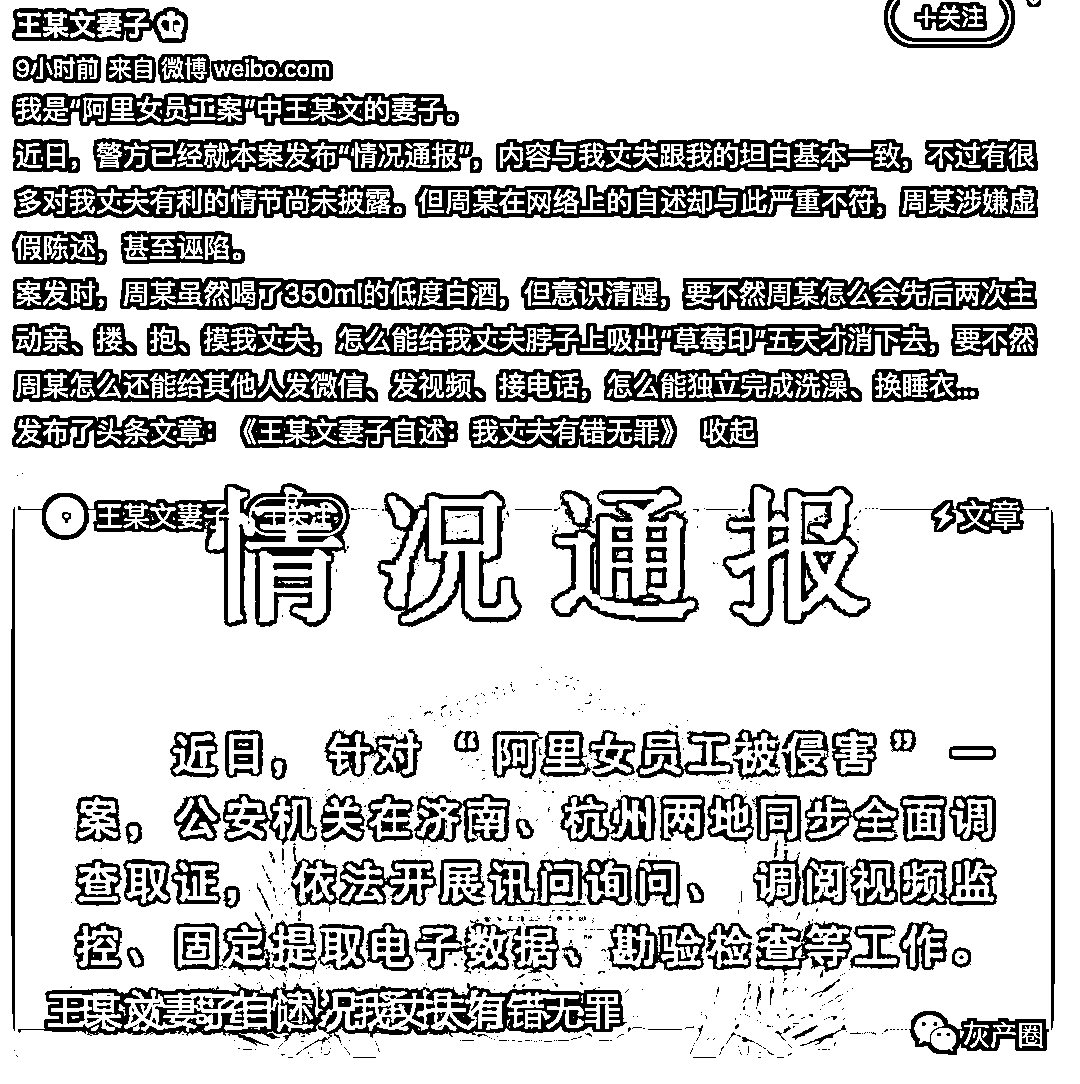 王某文妻子
+关注
9小时前 来自 微博 weibo.com
我是“阿里女员工案”中王某文的妻子。
近日，警方已经就本案发布“情况通报”，内容与我丈夫跟我的坦白基本一致，不过有很
多对我丈夫有利的情节尚未披露。但周某在网络上的自述却与此严重不符，周某涉嫌虚
假陈述，甚至诬陷。
案发时，周某虽然喝了350ml的低度白酒，但意识清醒，要不然周某怎么会先后两次主
动亲、搂、抱、摸我丈夫，怎么能给我丈夫脖子上吸出“草莓印”五天才消下去，要不然
周某怎么还能给其他人发微信、发视频、接电话，怎么能独立完成洗澡、换睡衣...
发布了头条文章：《王某文妻子自述：我丈夫有错无罪》 收起
王某文妻子
文章
情况通报
近日，针对“阿里女员工被侵害”一
案，公安机关在济南、杭州两地同步全面调
查取证，依法开展讯问询问、调阅视频监
控、固定提取电子数据、勘验检查等工作。
王某文妻子自述 我丈夫有错无罪
灰产圈